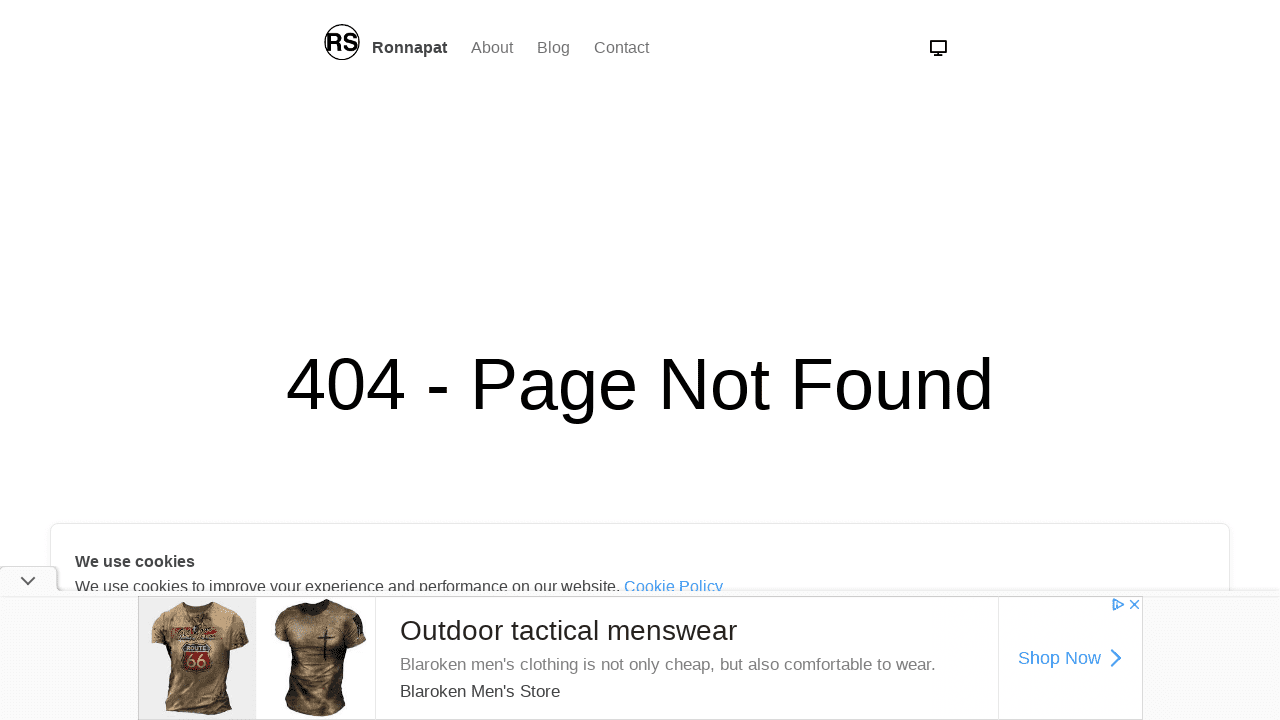 RS Ronnapat About Blog Contact
404 - Page Not Found
We use cookies
We use cookies to improve your experience and performance on our website. Cookie Policy
Outdoor tactical menswear
Blaroken men's clothing is not only cheap, but also comfortable to wear.
Blaroken Men's Store
Shop Now
ROUTE
66